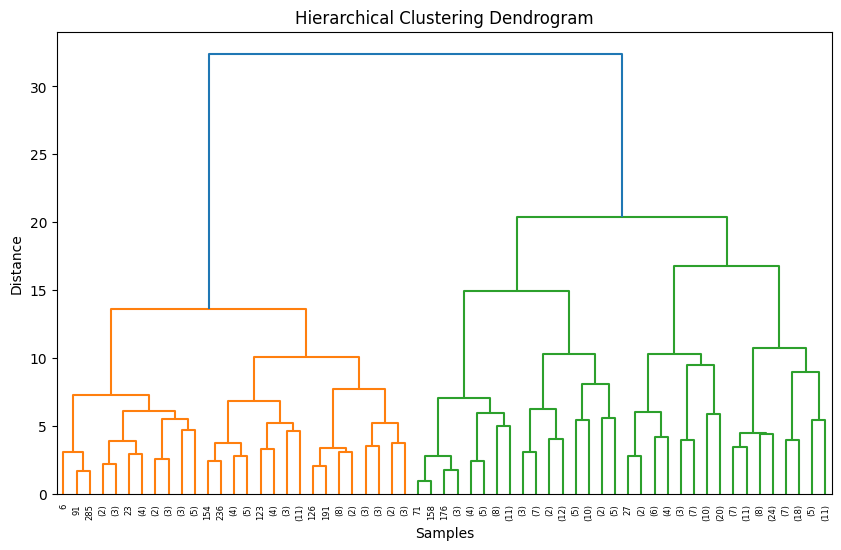 Hierarchical Clustering Dendrogram
Distance
30
25
20
15
10
5
0
6 91 285 (2) (3) 23 (4) (2) (3) (3) (5) 154 236 (4) (5) 123 (4) (3) (11) 126 191 (8) (2) (3) (3) (2) (3) 71 158 176 (3) (4) (5) (8) (11) (3) (7) (2) (12) (5) (10) (2) (5) 27 (2) (6) (4) (3) (7) (10) (20) (7) (11) (8) (24) (7) (18) (5) (11)
Samples